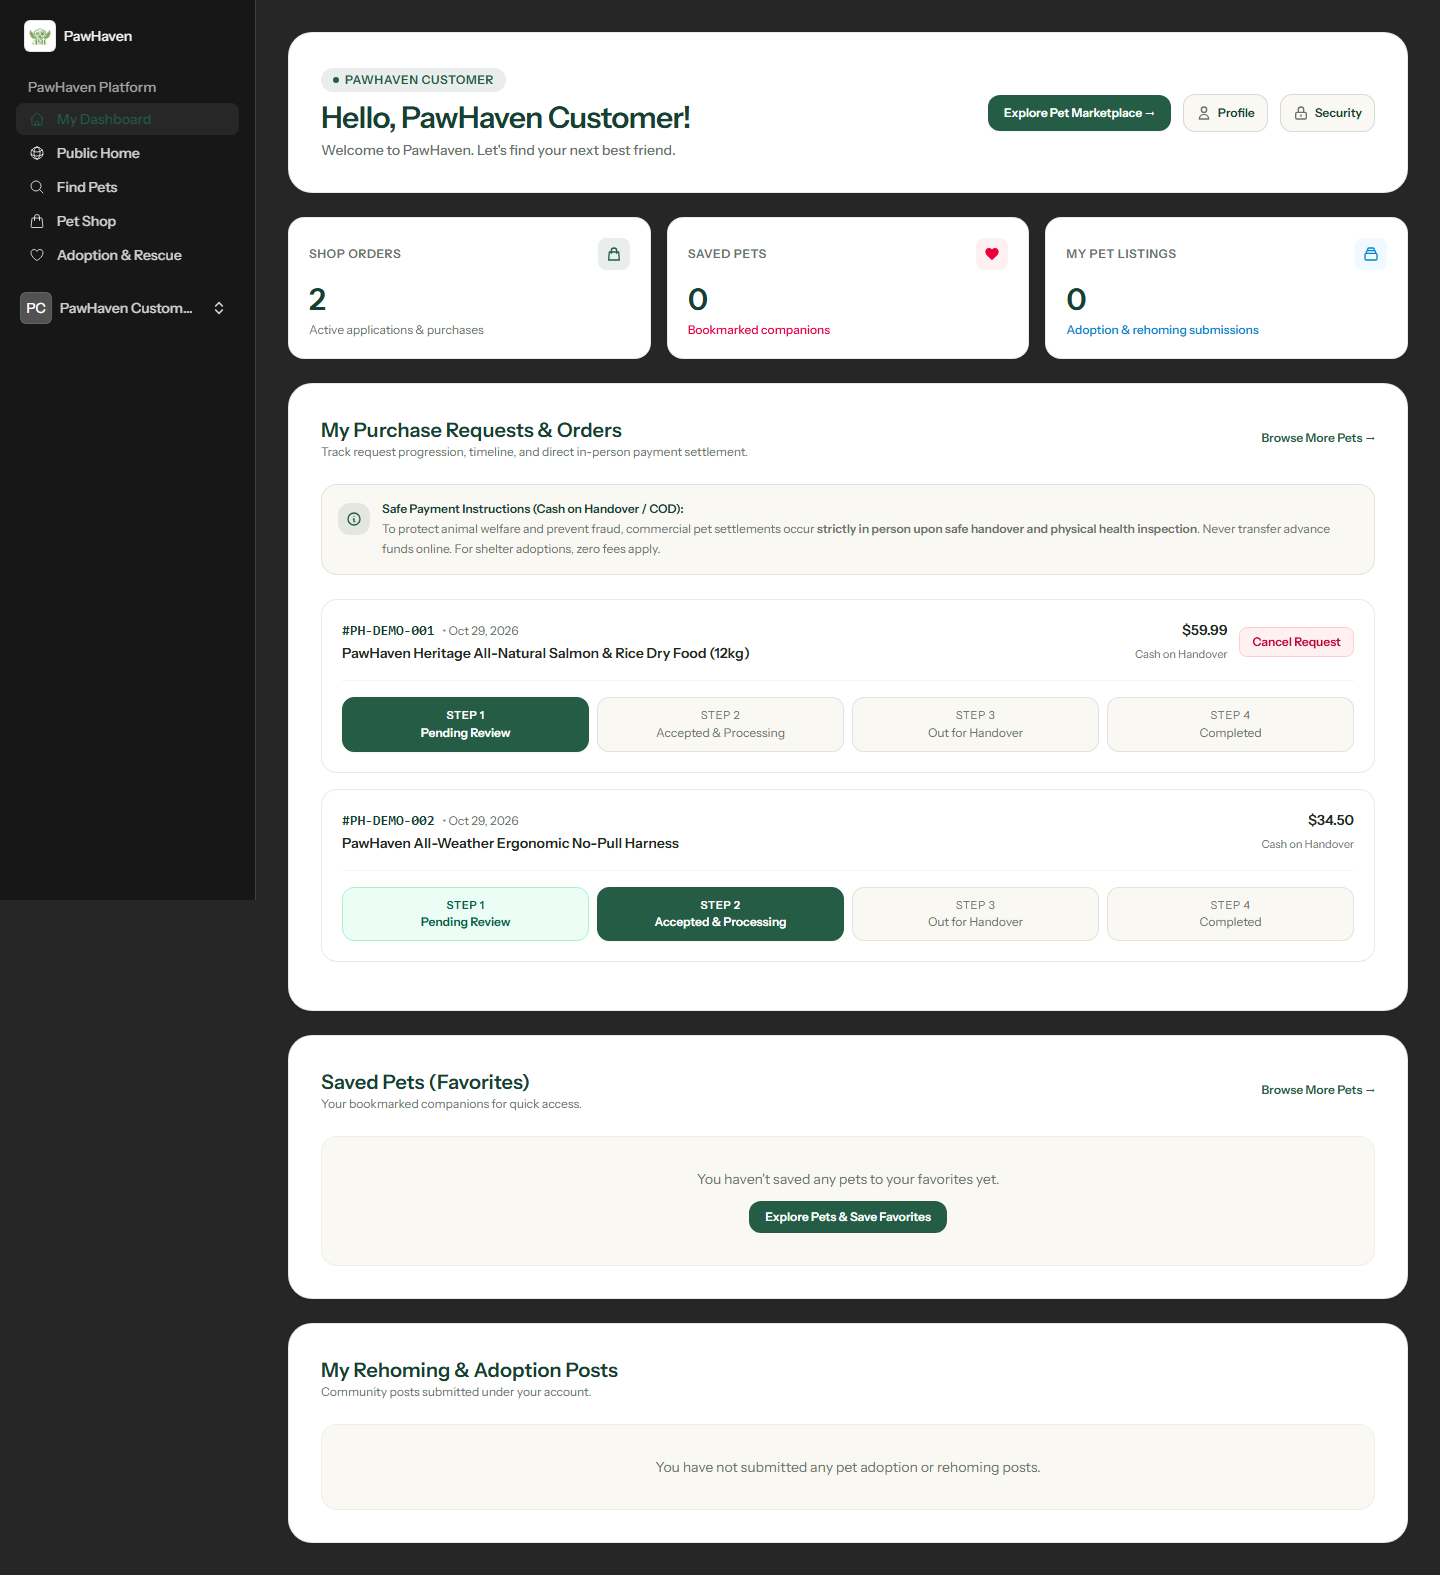 PawHaven
PawHaven Platform
My Dashboard
Public Home
Find Pets
Pet Shop
Adoption & Rescue
PC PawHaven Custom...
• PAWHAVEN CUSTOMER
Hello, PawHaven Customer!
Welcome to PawHaven. Let's find your next best friend.
Explore Pet Marketplace →
Profile
Security
SHOP ORDERS
2
Active applications & purchases
SAVED PETS
0
Bookmarked companions
MY PET LISTINGS
0
Adoption & rehoming submissions
My Purchase Requests & Orders
Track request progression, timeline, and direct in-person payment settlement.
Browse More Pets →
Safe Payment Instructions (Cash on Handover / COD):
To protect animal welfare and prevent fraud, commercial pet settlements occur strictly in person upon safe handover and physical health inspection. Never transfer advance
funds online. For shelter adoptions, zero fees apply.
#PH-DEMO-001 • Oct 29, 2026
PawHaven Heritage All-Natural Salmon & Rice Dry Food (12kg)
$59.99
Cash on Handover
Cancel Request
STEP 1
Pending Review
STEP 2
Accepted & Processing
STEP 3
Out for Handover
STEP 4
Completed
#PH-DEMO-002 • Oct 29, 2026
PawHaven All-Weather Ergonomic No-Pull Harness
$34.50
Cash on Handover
STEP 1
Pending Review
STEP 2
Accepted & Processing
STEP 3
Out for Handover
STEP 4
Completed
Saved Pets (Favorites)
Your bookmarked companions for quick access.
Browse More Pets →
You haven't saved any pets to your favorites yet.
Explore Pets & Save Favorites
My Rehoming & Adoption Posts
Community posts submitted under your account.
You have not submitted any pet adoption or rehoming posts.